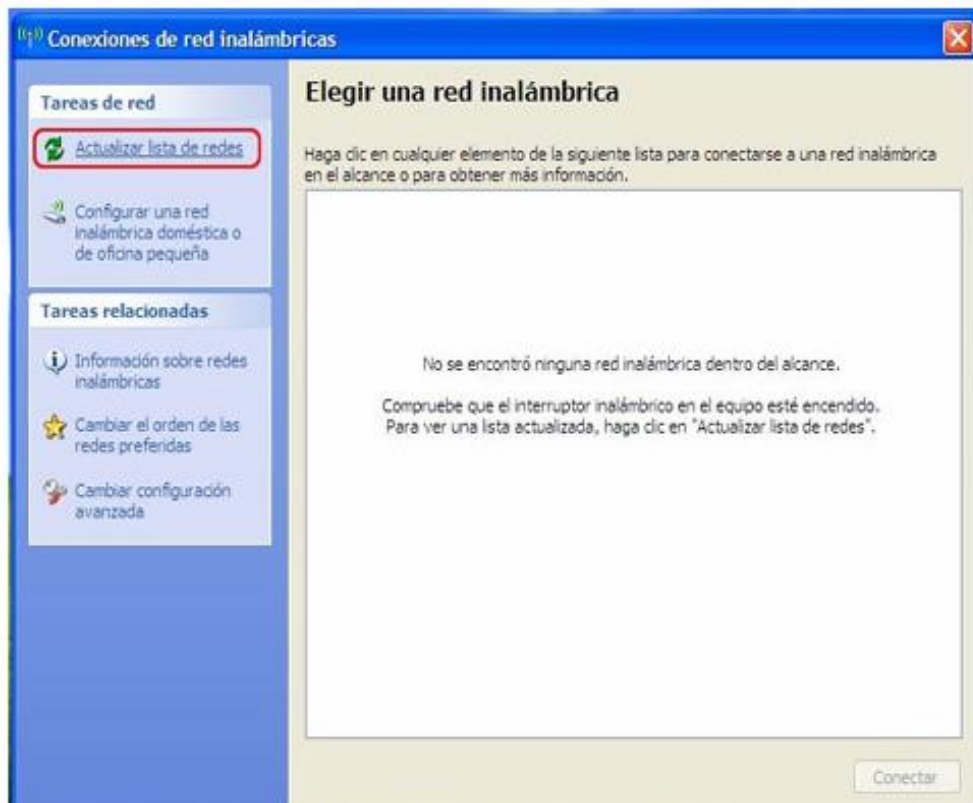 Conexiones de red inalámbricas
Tareas de red
Actualizar lista de redes
Configurar una red
inalámbrica doméstica o
de oficina pequeña
Tareas relacionadas
Información sobre redes
inalámbricas
Cambiar el orden de las
redes preferidas
Cambiar configuración
avanzada
Elegir una red inalámbrica
Haga clic en cualquier elemento de la siguiente lista para conectarse a una red inalámbrica
en el alcance o para obtener más información.
No se encontró ninguna red inalámbrica dentro del alcance.
Compruebe que el interruptor inalámbrico en el equipo esté encendido.
Para ver una lista actualizada, haga clic en "Actualizar lista de redes".
Conectar